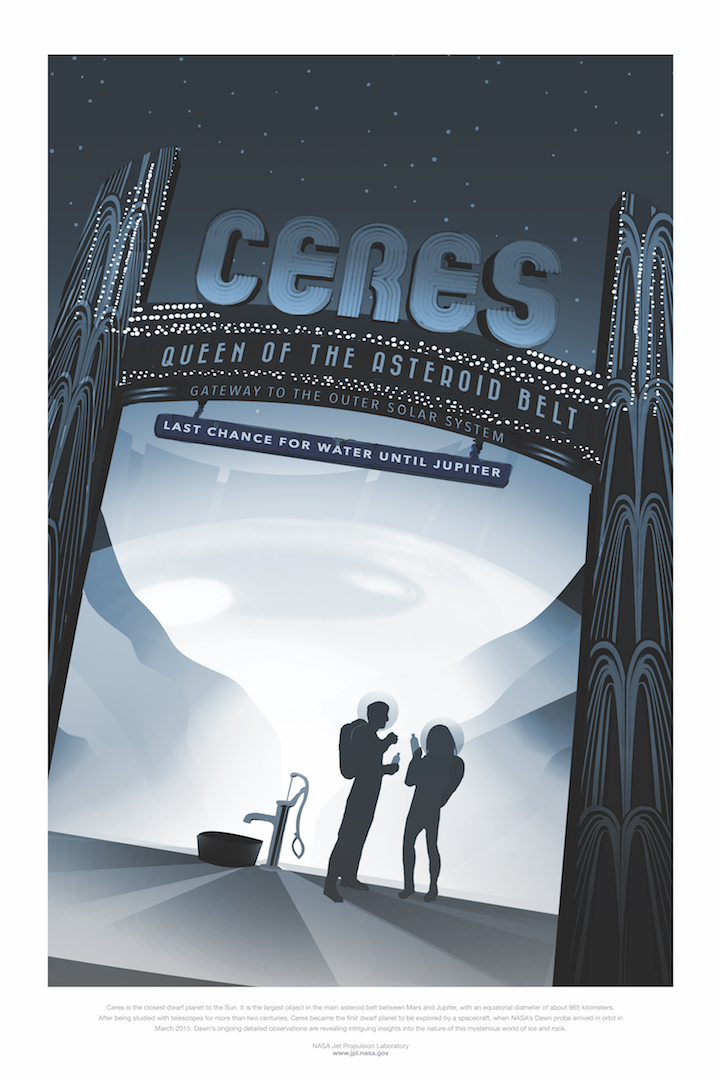 CERES
QUEEN OF THE ASTEROID BELT
GATEWAY TO THE OUTER SOLAR SYSTEM
LAST CHANCE FOR WATER UNTIL JUPITER
Ceres is the closest dwarf planet to the Sun. It is the largest object in the main asteroid belt between Mars and Jupiter, with an equatorial diameter of about 965 kilometers.
After being studied with telescopes for more than two centuries, Ceres became the first dwarf planet to be explored by a spacecraft, when NASA's Dawn probe arrived in orbit in
March 2015. Dawn's ongoing detailed observations are revealing intriguing insights into the nature of this mysterious world of ice and rock.
NASA Jet Propulsion Laboratory
www.jpl.nasa.gov